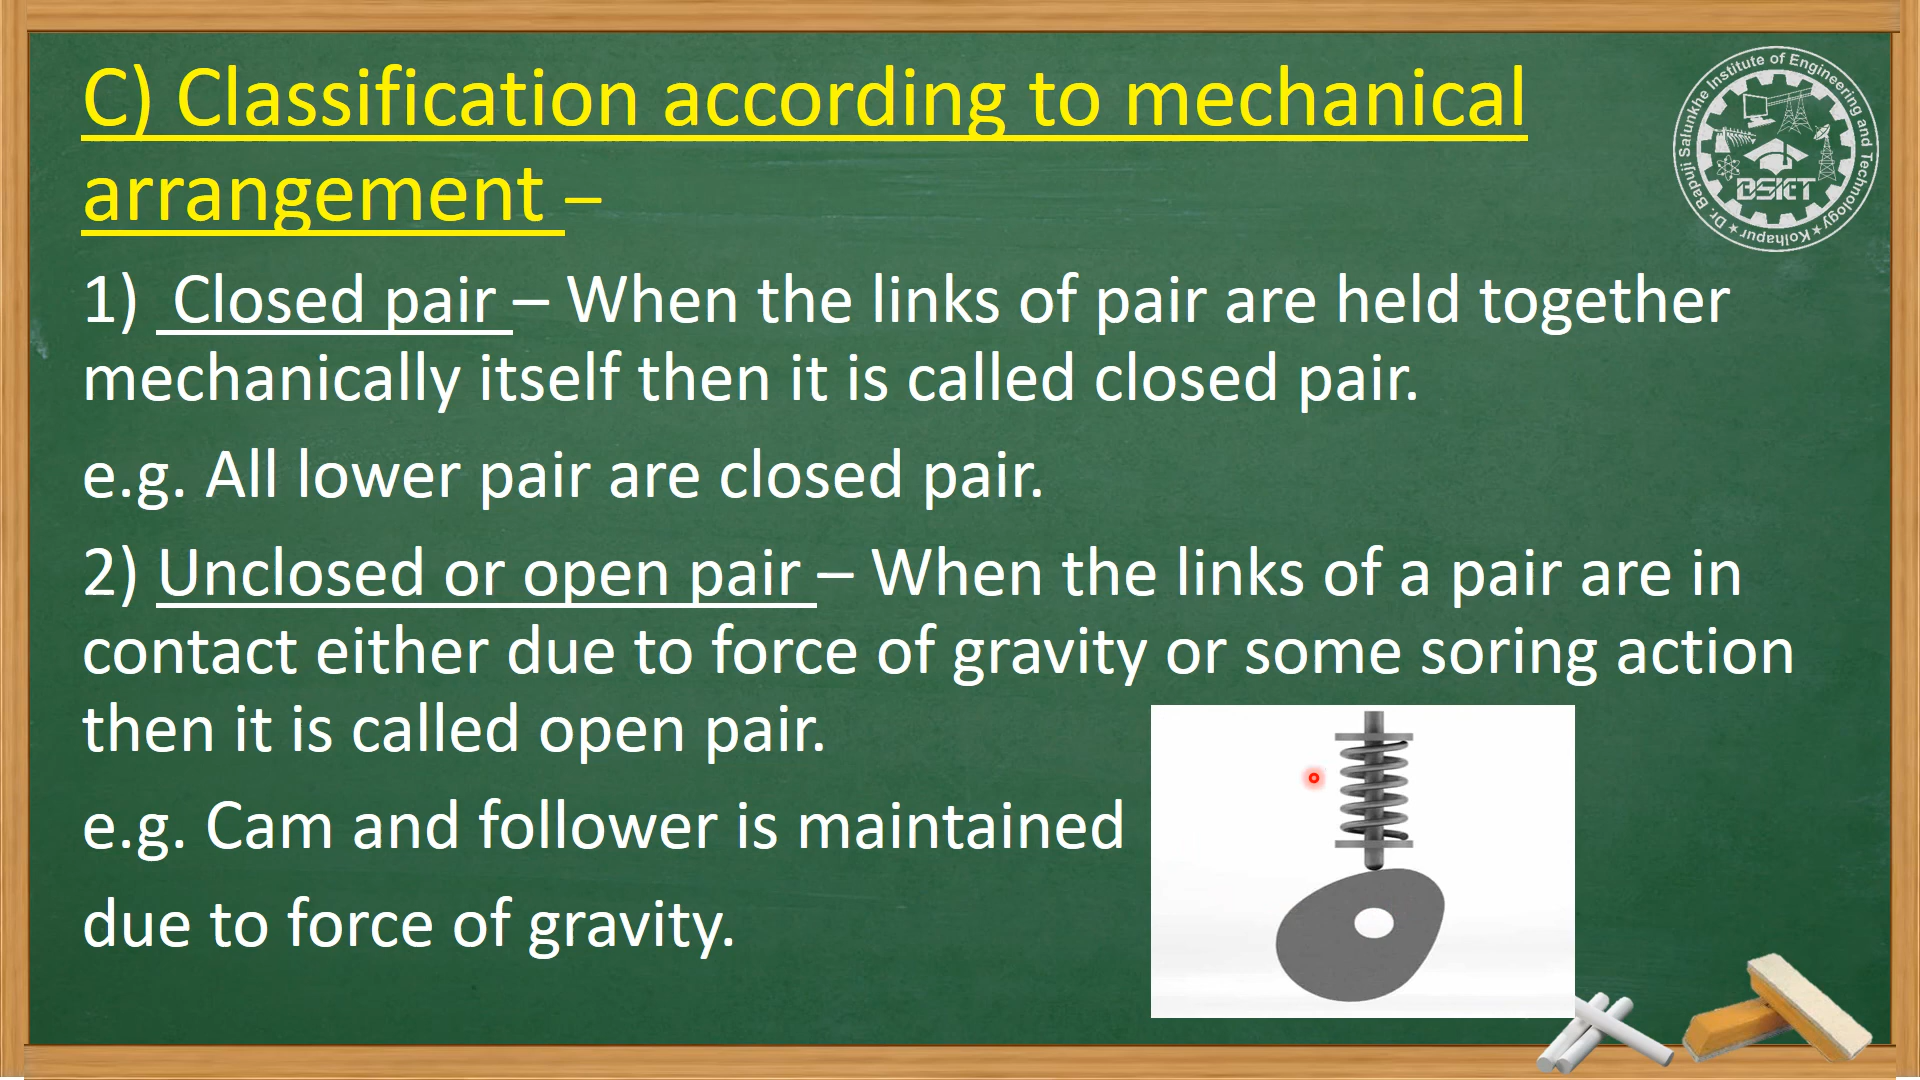 C) Classification according to mechanical
arrangement –
1) Closed pair – When the links of pair are held together
mechanically itself then it is called closed pair.
e.g. All lower pair are closed pair.
2) Unclosed or open pair – When the links of a pair are in
contact either due to force of gravity or some soring action
then it is called open pair.
e.g. Cam and follower is maintained
due to force of gravity.
Dr. Bapuji Salunkhe Institute of Engineering and Technology
★ Kolhapur ★
BSIET